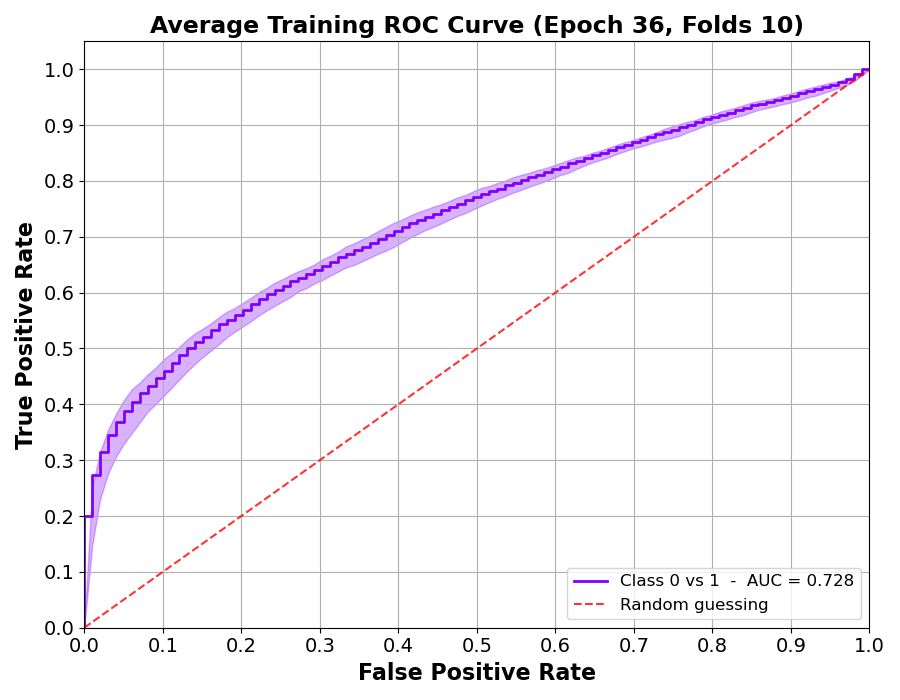 Average Training ROC Curve (Epoch 36, Folds 10)
True Positive Rate
1.0
0.9
0.8
0.7
0.6
0.5
0.4
0.3
0.2
0.1
0.0
Class 0 vs 1 - AUC = 0.728
Random guessing
0.0 0.1 0.2 0.3 0.4 0.5 0.6 0.7 0.8 0.9 1.0
False Positive Rate